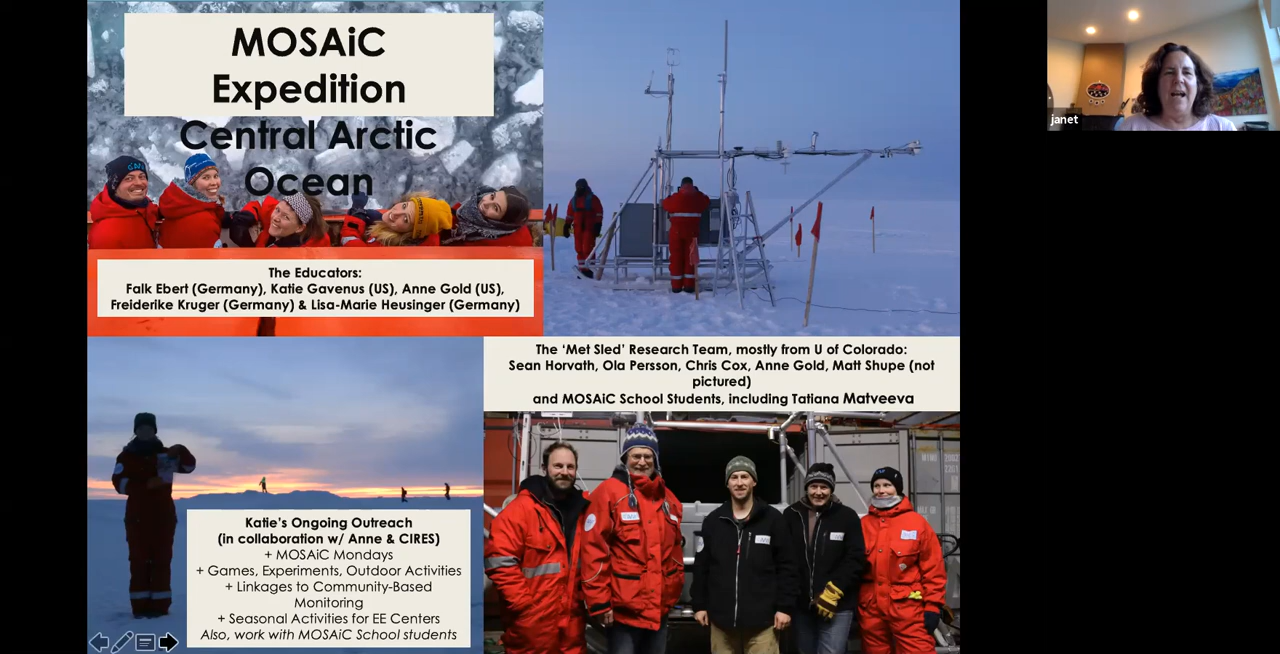 MOSAiC
Expedition
Central Arctic
Ocean
The Educators:
Falk Ebert (Germany), Katie Gavenus (US), Anne Gold (US),
Freiderike Kruger (Germany) & Lisa-Marie Heusinger (Germany)
The ‘Met Sled’ Research Team, mostly from U of Colorado:
Sean Horvath, Ola Persson, Chris Cox, Anne Gold, Matt Shupe (not
pictured)
and MOSAiC School Students, including Tatiana Matveeva
Katie’s Ongoing Outreach
(in collaboration w/ Anne & CIRES)
+ MOSAiC Mondays
+ Games, Experiments, Outdoor Activities
+ Linkages to Community-Based
Monitoring
+ Seasonal Activities for EE Centers
Also, work with MOSAiC School students
janet